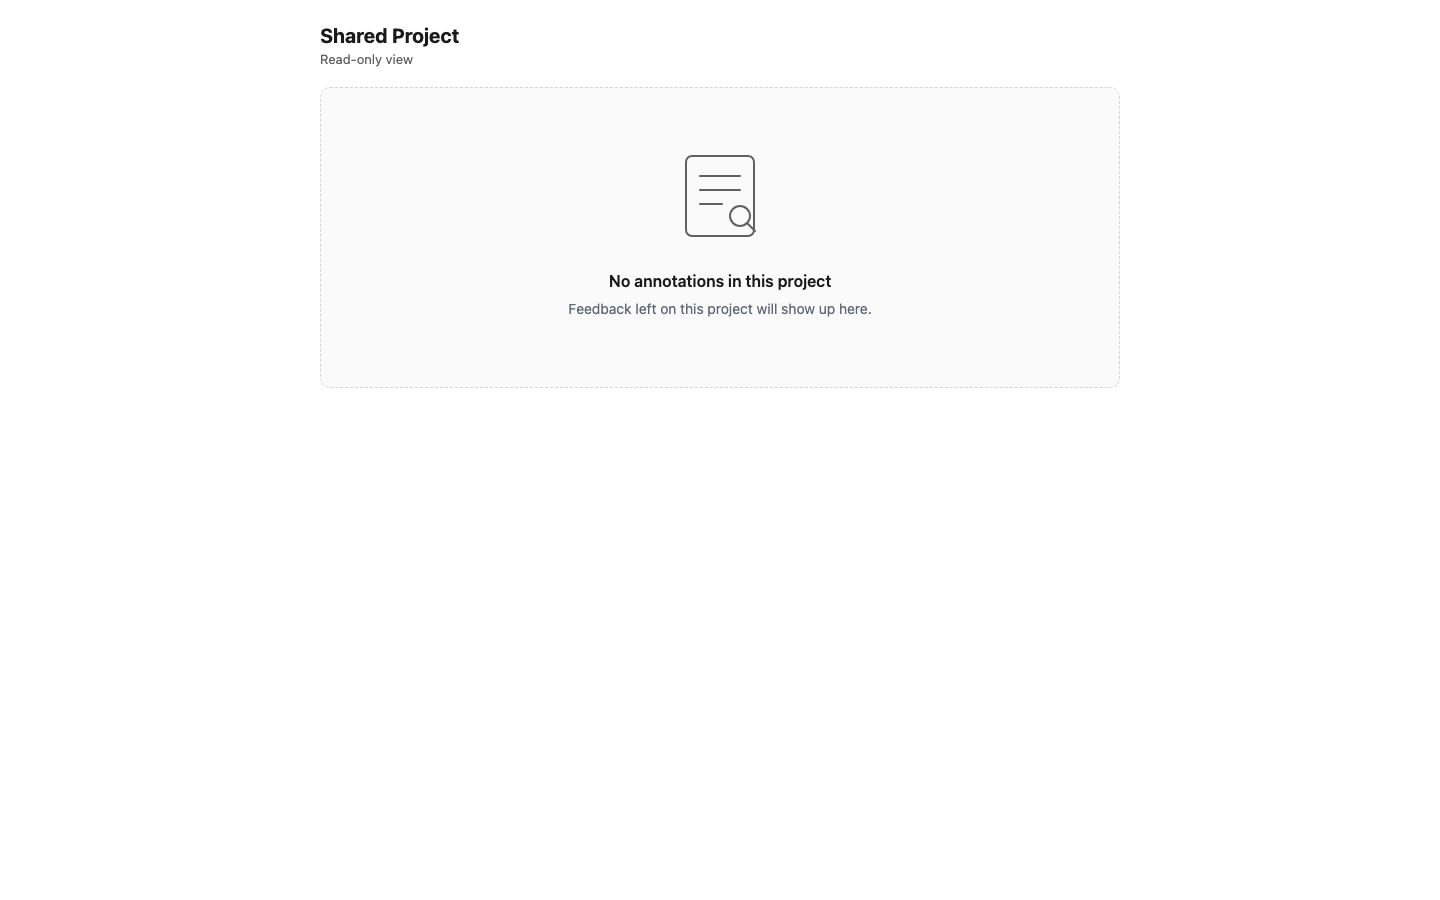 Shared Project
Read-only view
No annotations in this project
Feedback left on this project will show up here.